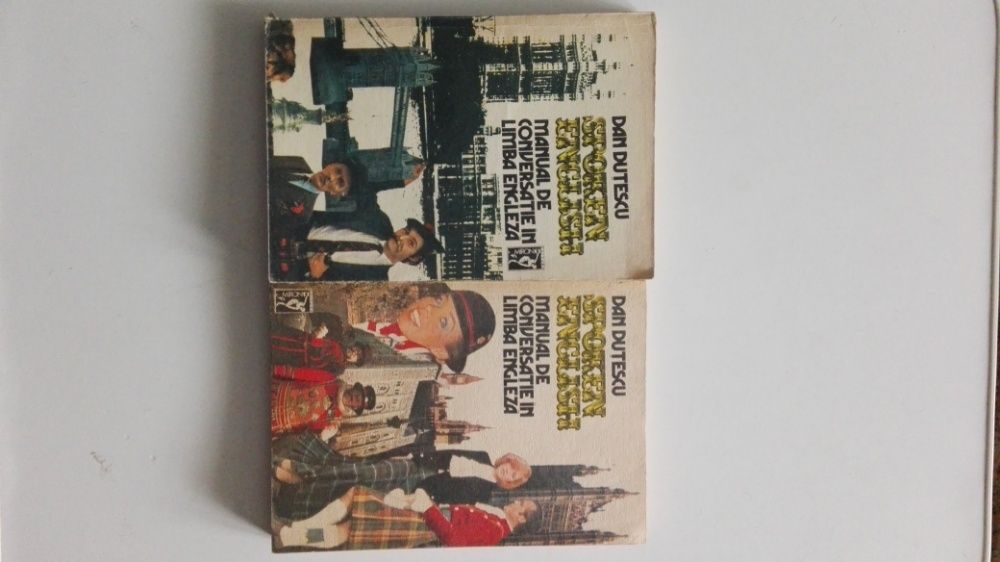 DAN DUTESCU
SPOKEN
ENGLISH
MANUAL DE
CONVERSATIE IN
LIMBA ENGLEZA
DAN DUTESCU
SPOKEN
ENGLISH
MANUAL DE
CONVERSATIE IN
LIMBA ENGLEZA